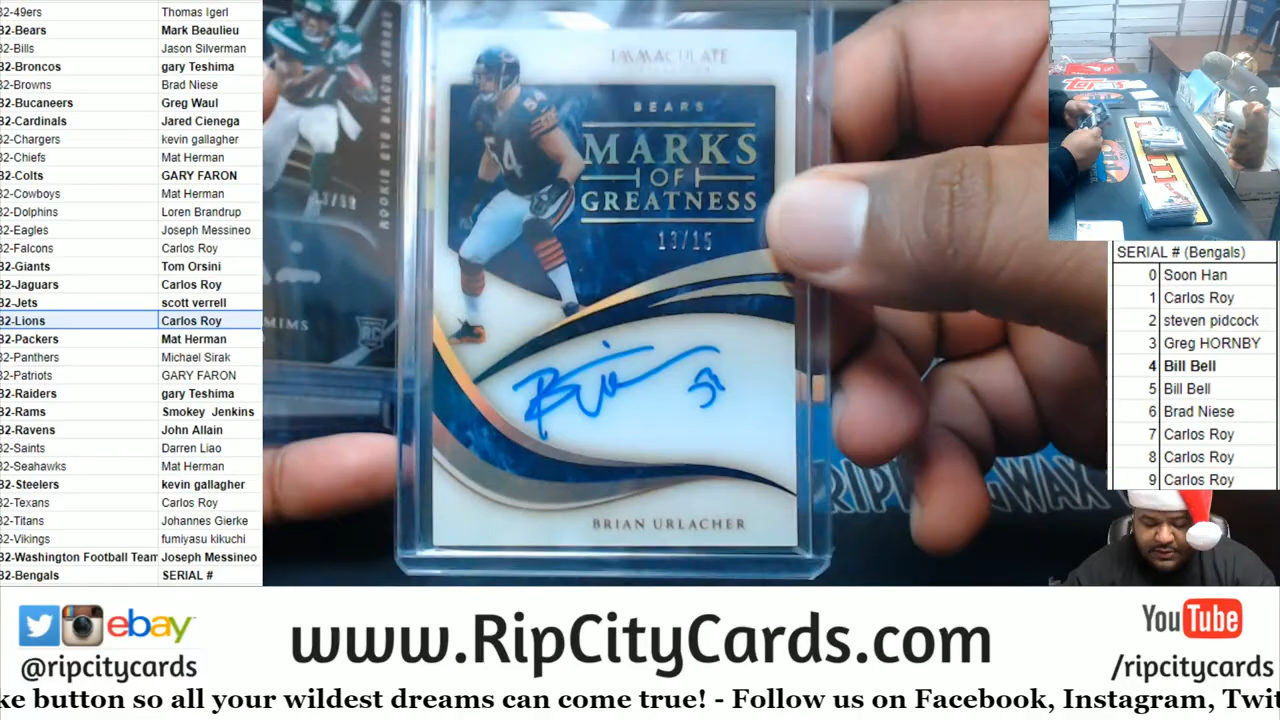 32-49ers Thomas Igerl
32-Bears Mark Beaulieu
32-Bills Jason Silverman
32-Broncos gary Teshima
32-Browns Brad Niese
32-Bucaneers Greg Waul
32-Cardinals Jared Cienega
32-Chargers kevin gallagher
32-Chiefs Mat Herman
32-Colts GARY FARON
32-Cowboys Mat Herman
32-Dolphins Loren Brandrup
32-Eagles Joseph Messineo
32-Falcons Carlos Roy
32-Giants Tom Orsini
32-Jaguars Carlos Roy
32-Jets scott verrell
32-Lions Carlos Roy
32-Packers Mat Herman
32-Panthers Michael Sirak
32-Patriots GARY FARON
32-Raiders gary Teshima
32-Rams Smokey Jenkins
32-Ravens John Allain
32-Saints Darren Liao
32-Seahawks Mat Herman
32-Steelers kevin gallagher
32-Texans Carlos Roy
32-Titans Johannes Gierke
32-Vikings fumiyasu kikuchi
32-Washington Football Team Joseph Messineo
32-Bengals SERIAL #
ROOKIE EYE BLACK JERSEY
MIMS
RC
IMMACULATE
BEARS
MARKS
OF
GREATNESS
13/15
54
BRIAN URLACHER
RIPPINGWAX
SERIAL # (Bengals)
0 Soon Han
1 Carlos Roy
2 steven pidcock
3 Greg HORNBY
4 Bill Bell
5 Bill Bell
6 Brad Niese
7 Carlos Roy
8 Carlos Roy
9 Carlos Roy
ebay
@ripcitycards
www.RipCityCards.com
YouTube
/ripcitycards
ke button so all your wildest dreams can come true! - Follow us on Facebook, Instagram, Twit